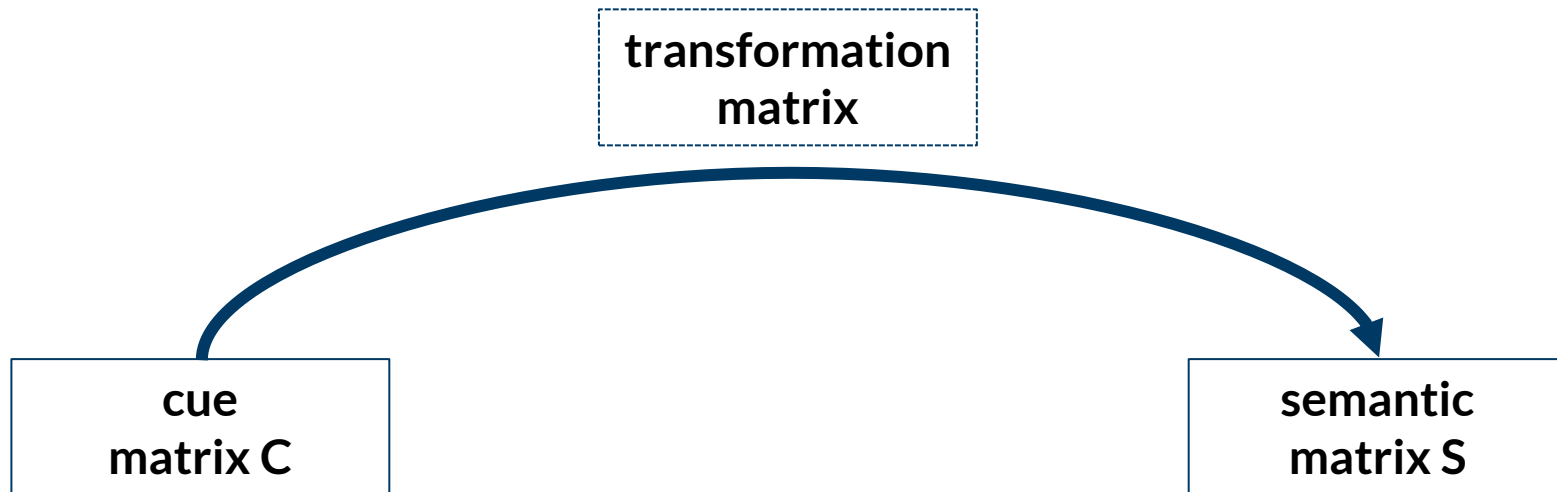 transformation
matrix
cue
matrix C
semantic
matrix S